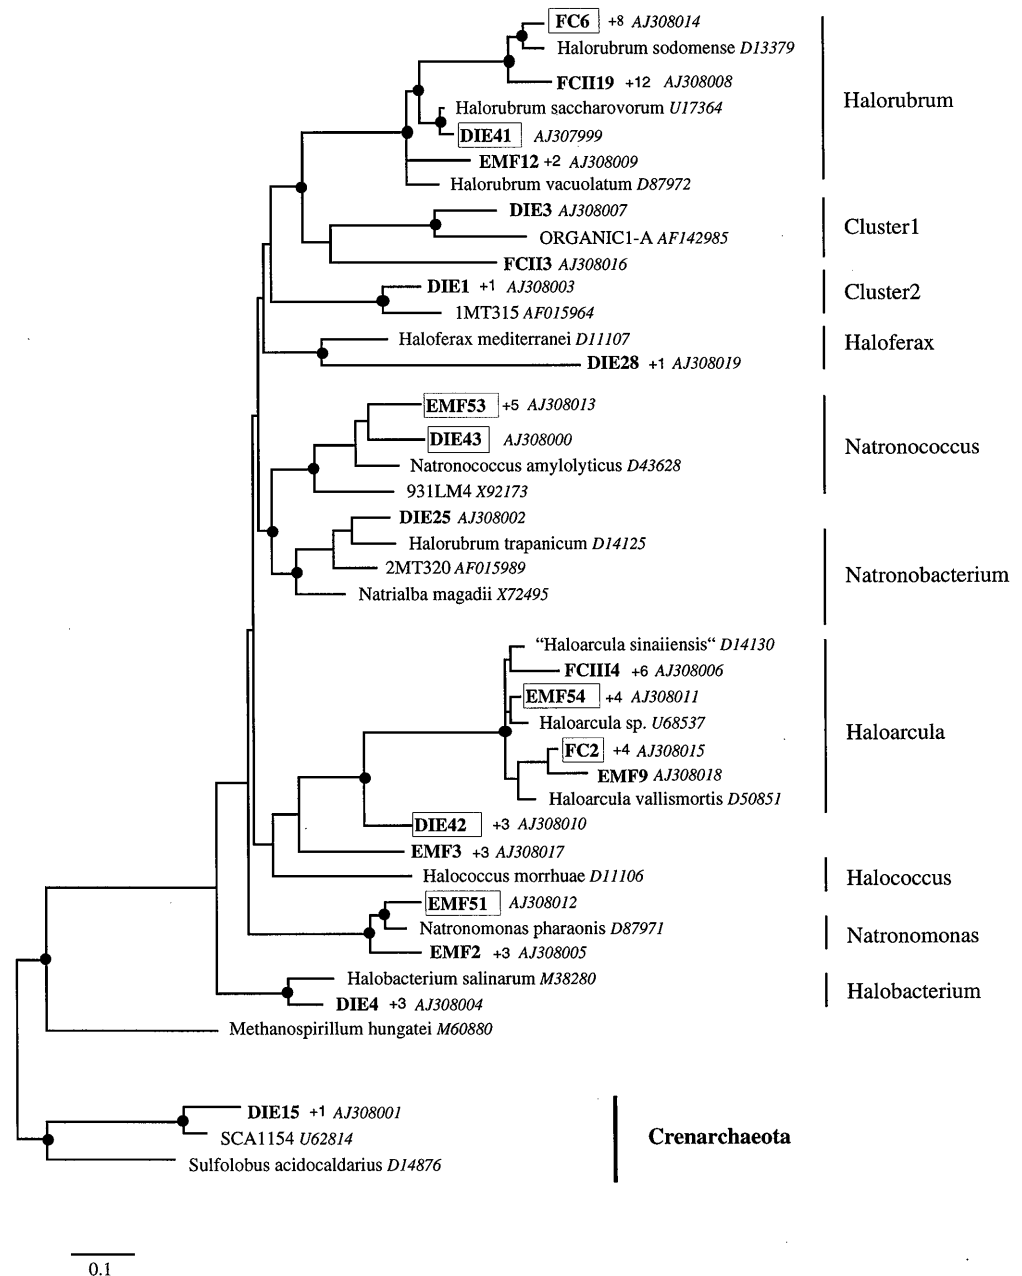 FC6 +8 AJ308014
Halorubrum sodomense D13379
FCII19 +12 AJ308008
Halorubrum
Halorubrum saccharovorum U17364
DIE41 AJ307999
EMF12 +2 AJ308009
Halorubrum vacuolatum D87972
DIE3 AJ308007
Cluster1
ORGANIC1-A AF142985
FCII3 AJ308016
DIE1 +1 AJ308003
Cluster2
1MT315 AF015964
Haloferax mediterranei D11107
Haloferax
DIE28 +1 AJ308019
EMF53 +5 AJ308013
DIE43 AJ308000
Natronococcus
Natronococcus amylolyticus D43628
931LM4 X92173
DIE25 AJ308002
Halorubrum trapanicum D14125
2MT320 AF015989
Natronobacterium
Natrialba magadii X72495
“Haloarcula sinaiiensis“ D14130
FCIII4 +6 AJ308006
EMF54 +4 AJ308011
Haloarcula sp. U68537
Haloarcula
FC2 +4 AJ308015
EMF9 AJ308018
Haloarcula vallismortis D50851
DIE42 +3 AJ308010
EMF3 +3 AJ308017
Halococcus morrhuae D11106
Halococcus
EMF51 AJ308012
Natronomonas pharaonis D87971
Natronomonas
EMF2 +3 AJ308005
Halobacterium salinarum M38280
Halobacterium
DIE4 +3 AJ308004
Methanospirillum hungatei M60880
DIE15 +1 AJ308001
SCA1154 U62814
Crenarchaeota
Sulfolobus acidocaldarius D14876
0.1